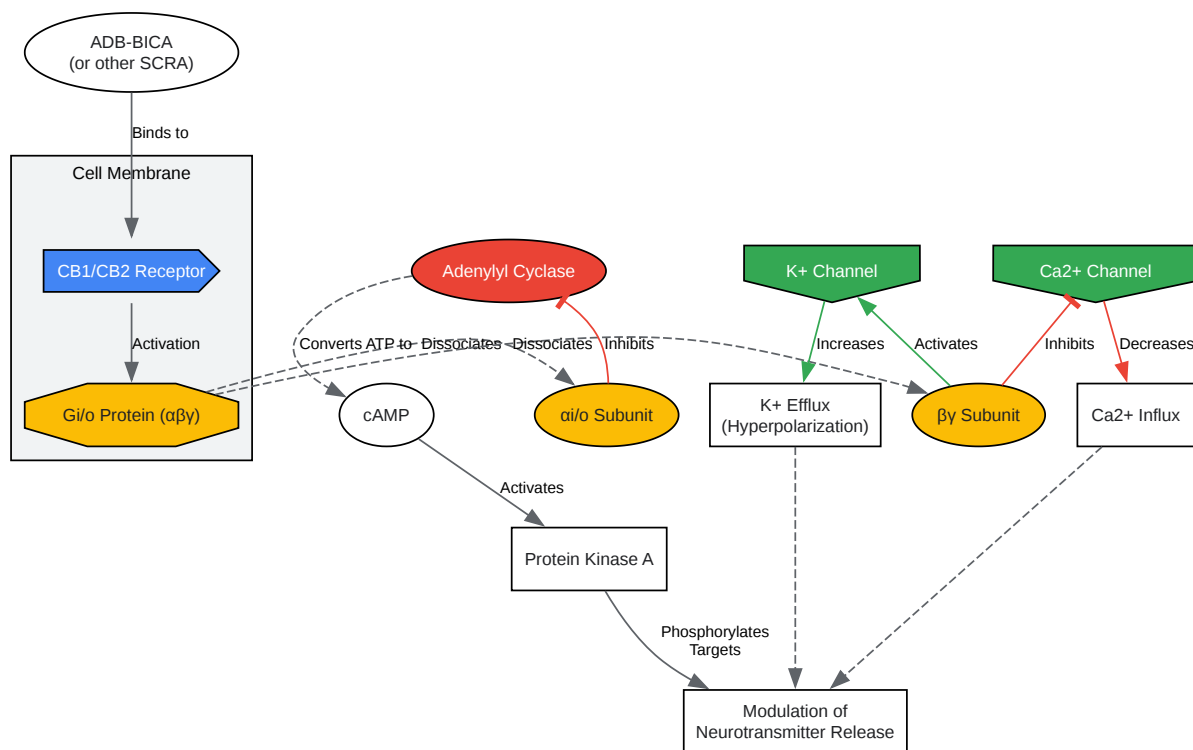 ADB-BICA
(or other SCRA)
Binds to
Cell Membrane
CB1/CB2 Receptor
Adenylyl Cyclase
K+ Channel
Ca2+ Channel
Activation
Converts ATP to
Dissociates
Dissociates
Inhibits
Increases
Activates
Inhibits
Decreases
Gi/o Protein (αβγ)
cAMP
αi/o Subunit
K+ Efflux
(Hyperpolarization)
βγ Subunit
Ca2+ Influx
Activates
Protein Kinase A
Phosphorylates
Targets
Modulation of
Neurotransmitter Release